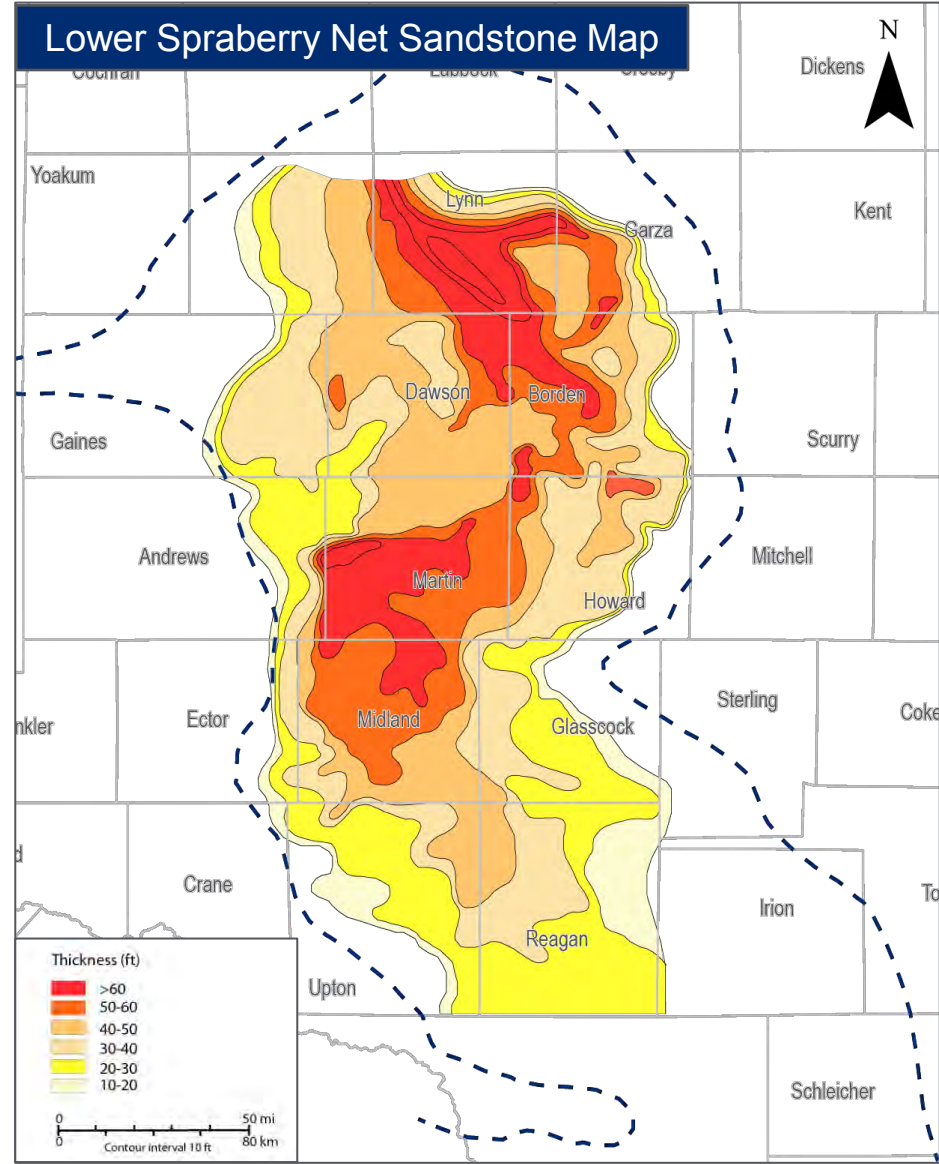 Lower Spraberry Net Sandstone Map
N
Cochran
Lubbock
Crosby
Dickens
Yoakum
Lynn
Garza
Kent
Gaines
Dawson
Borden
Scurry
Andrews
Martin
Howard
Mitchell
nkler
Ector
Midland
Glasscock
Sterling
Coke
d
Crane
Upton
Reagan
Irion
To
Schleicher
Thickness (ft)
>60
50-60
40-50
30-40
20-30
10-20
0 50 mi
0 80 km
Contour interval 10 ft